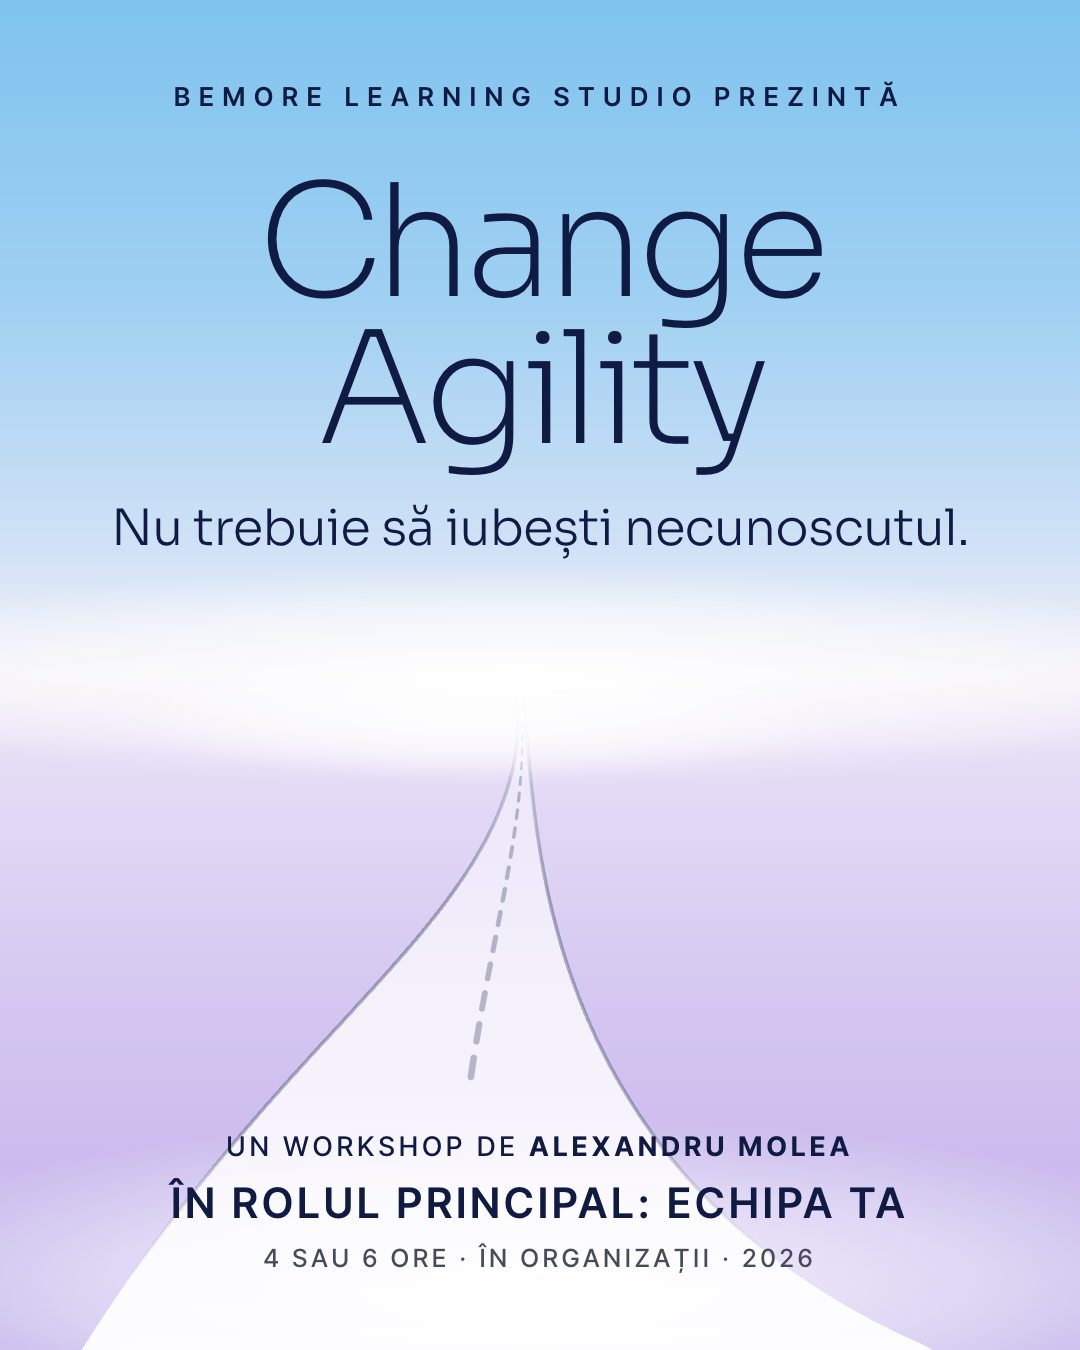 BEMORE LEARNING STUDIO PREZINTĂ
Change
Agility
Nu trebuie să iubești necunoscutul.
UN WORKSHOP DE ALEXANDRU MOLEA
ÎN ROLUL PRINCIPAL: ECHIPA TA
4 SAU 6 ORE · ÎN ORGANIZAȚII · 2026